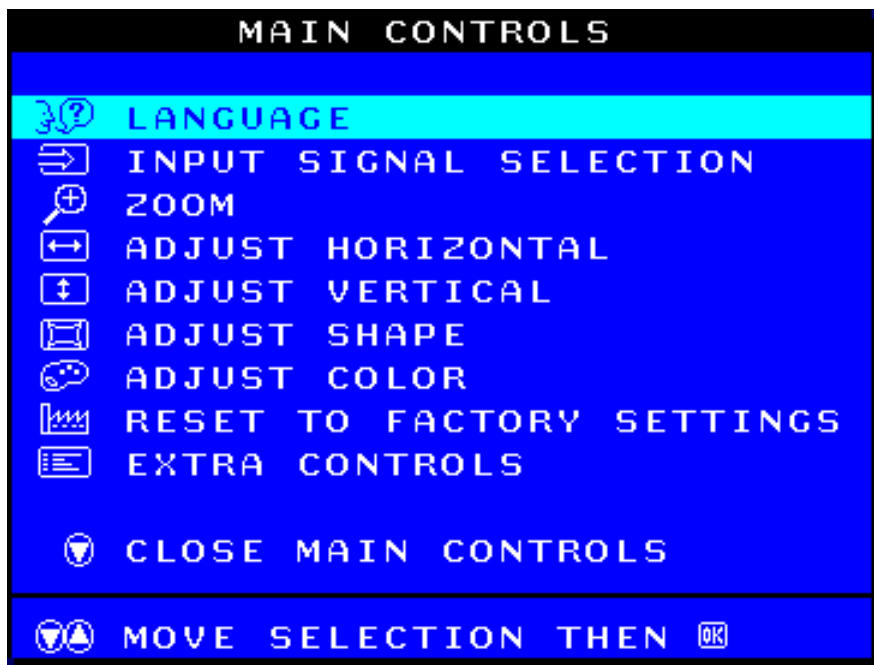 MAIN CONTROLS
LANGUAGE
INPUT SIGNAL SELECTION
ZOOM
ADJUST HORIZONTAL
ADJUST VERTICAL
ADJUST SHAPE
ADJUST COLOR
RESET TO FACTORY SETTINGS
EXTRA CONTROLS
CLOSE MAIN CONTROLS
MOVE SELECTION THEN OK